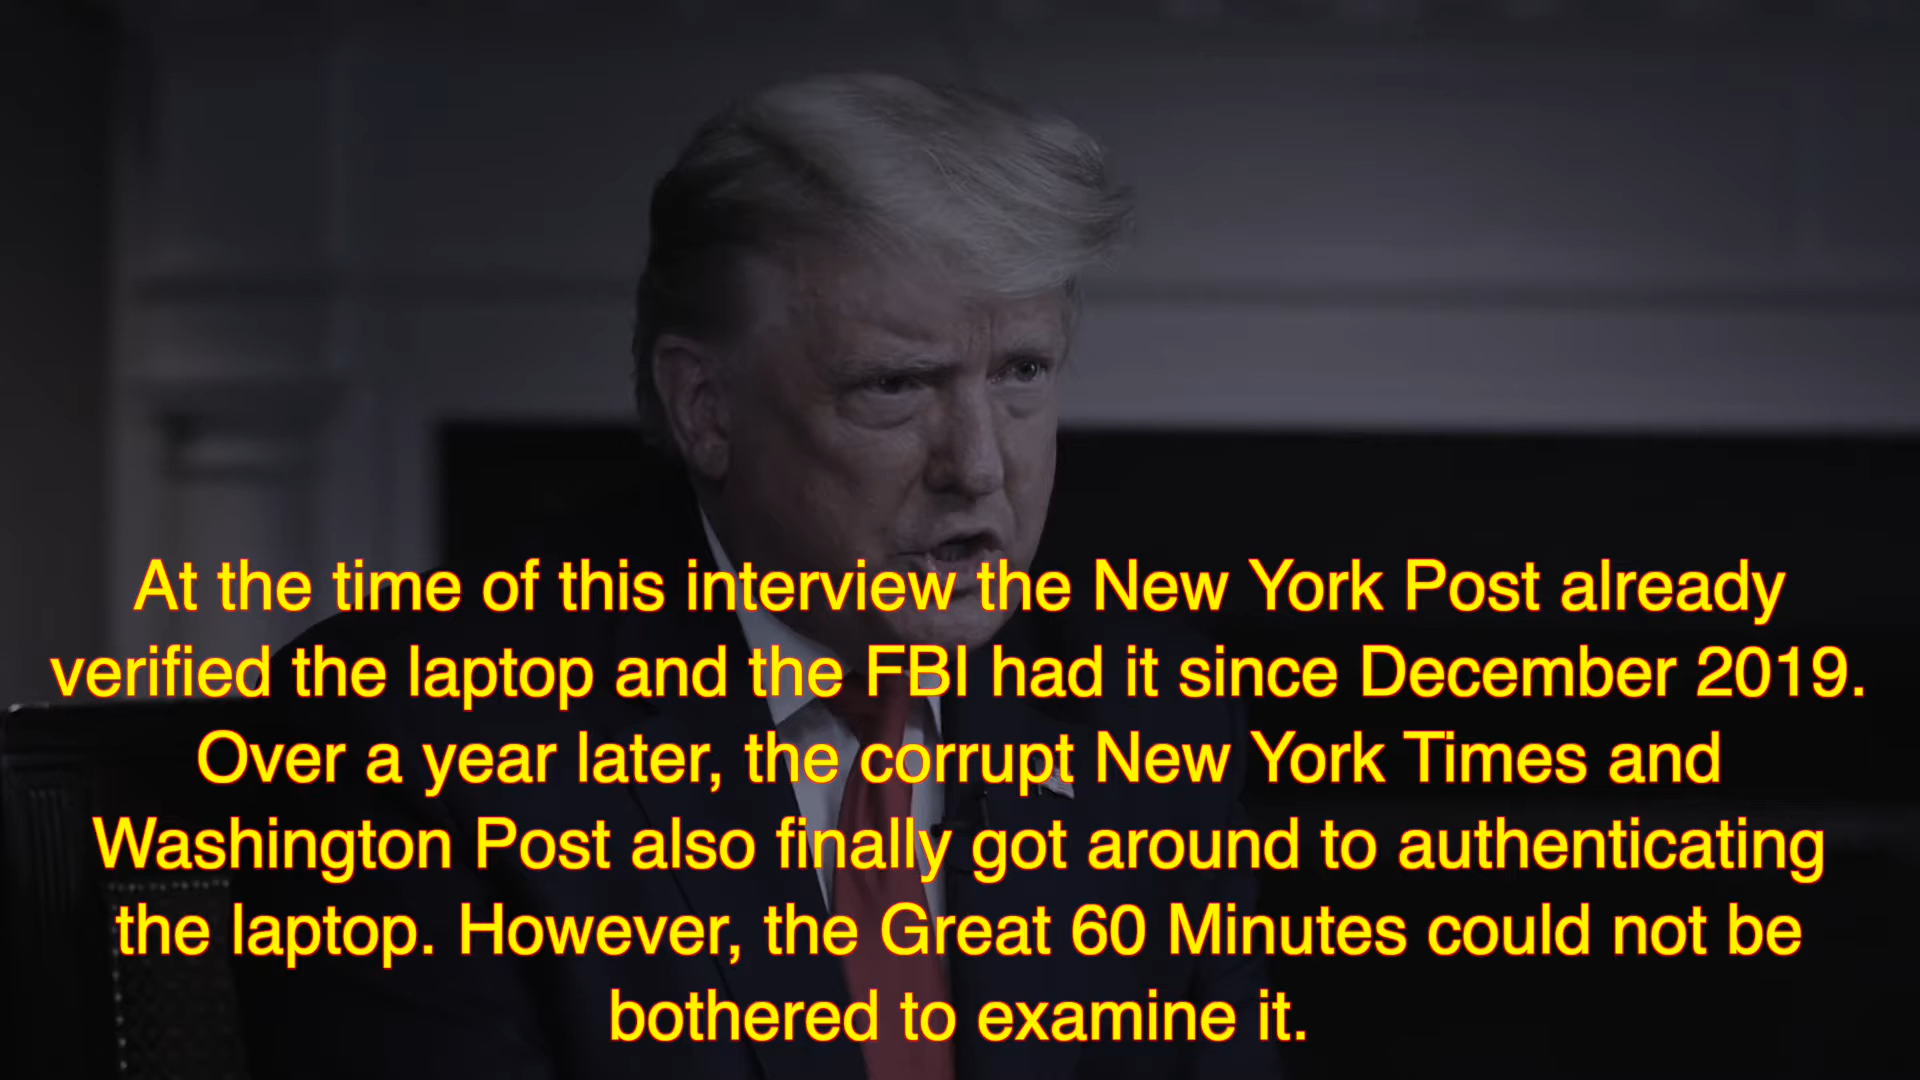 At the time of this interview the New York Post already
verified the laptop and the FBI had it since December 2019.
Over a year later, the corrupt New York Times and
Washington Post also finally got around to authenticating
the laptop. However, the Great 60 Minutes could not be
bothered to examine it.